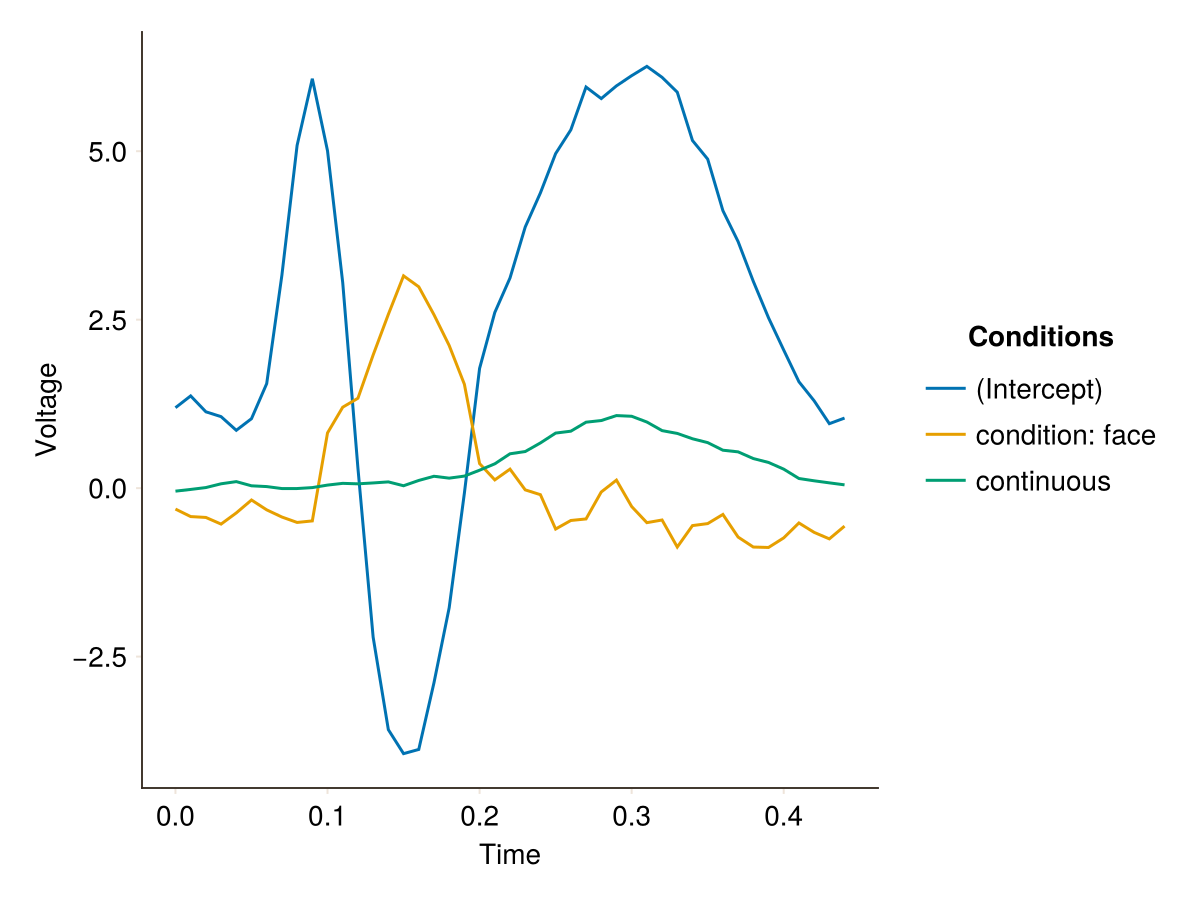 5.0
2.5
0.0
−2.5
Voltage
0.0 0.1 0.2 0.3 0.4
Time
Conditions
(Intercept)
condition: face
continuous